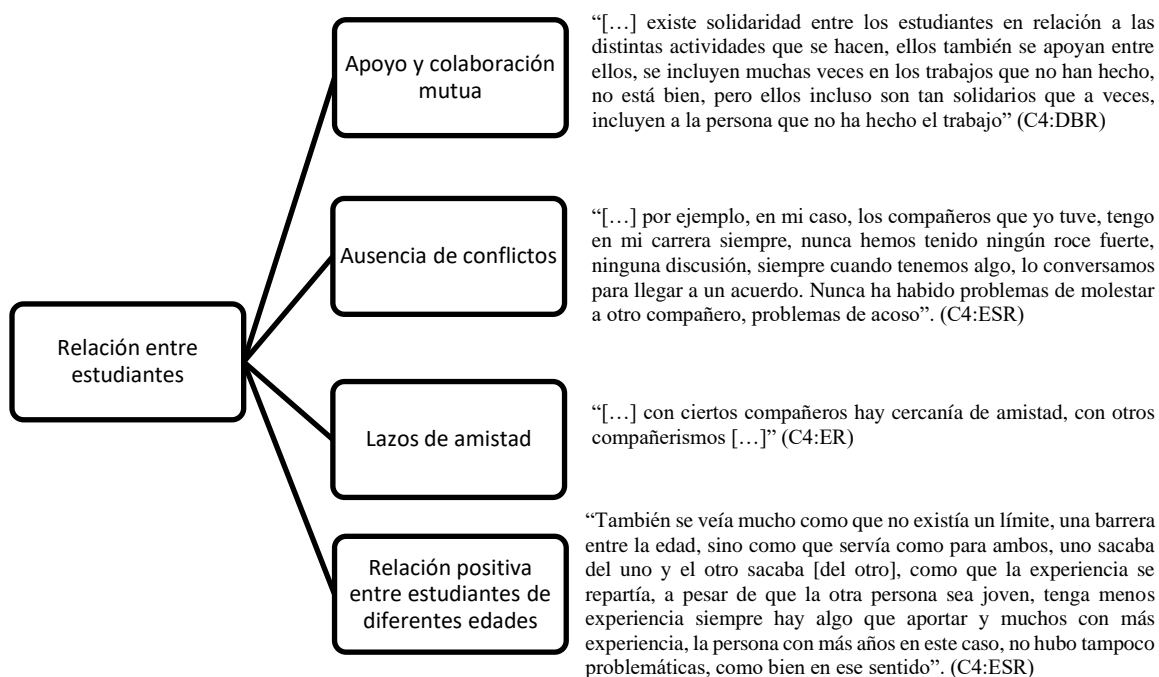 Relación entre
estudiantes
Apoyo y colaboración
mutua
“[…] existe solidaridad entre los estudiantes en relación a las
distintas actividades que se hacen, ellos también se apoyan entre
ellos, se incluyen muchas veces en los trabajos que no han hecho,
no está bien, pero ellos incluso son tan solidarios que a veces,
incluyen a la persona que no ha hecho el trabajo” (C4:DBR)
Ausencia de conflictos
“[…] por ejemplo, en mi caso, los compañeros que yo tuve, tengo
en mi carrera siempre, nunca hemos tenido ningún roce fuerte,
ninguna discusión, siempre cuando tenemos algo, lo conversamos
para llegar a un acuerdo. Nunca ha habido problemas de molestar
a otro compañero, problemas de acoso”. (C4:ESR)
Lazos de amistad
“[…] con ciertos compañeros hay cercanía de amistad, con otros
compañerismos […]” (C4:ER)
Relación positiva
entre estudiantes de
diferentes edades
“También se veía mucho como que no existía un límite, una barrera
entre la edad, sino como que servía como para ambos, uno sacaba
del uno y el otro sacaba [del otro], como que la experiencia se
repartía, a pesar de que la otra persona sea joven, tenga menos
experiencia siempre hay algo que aportar y muchos con más
experiencia, la persona con más años en este caso, no hubo tampoco
problemáticas, como bien en ese sentido”. (C4:ESR)